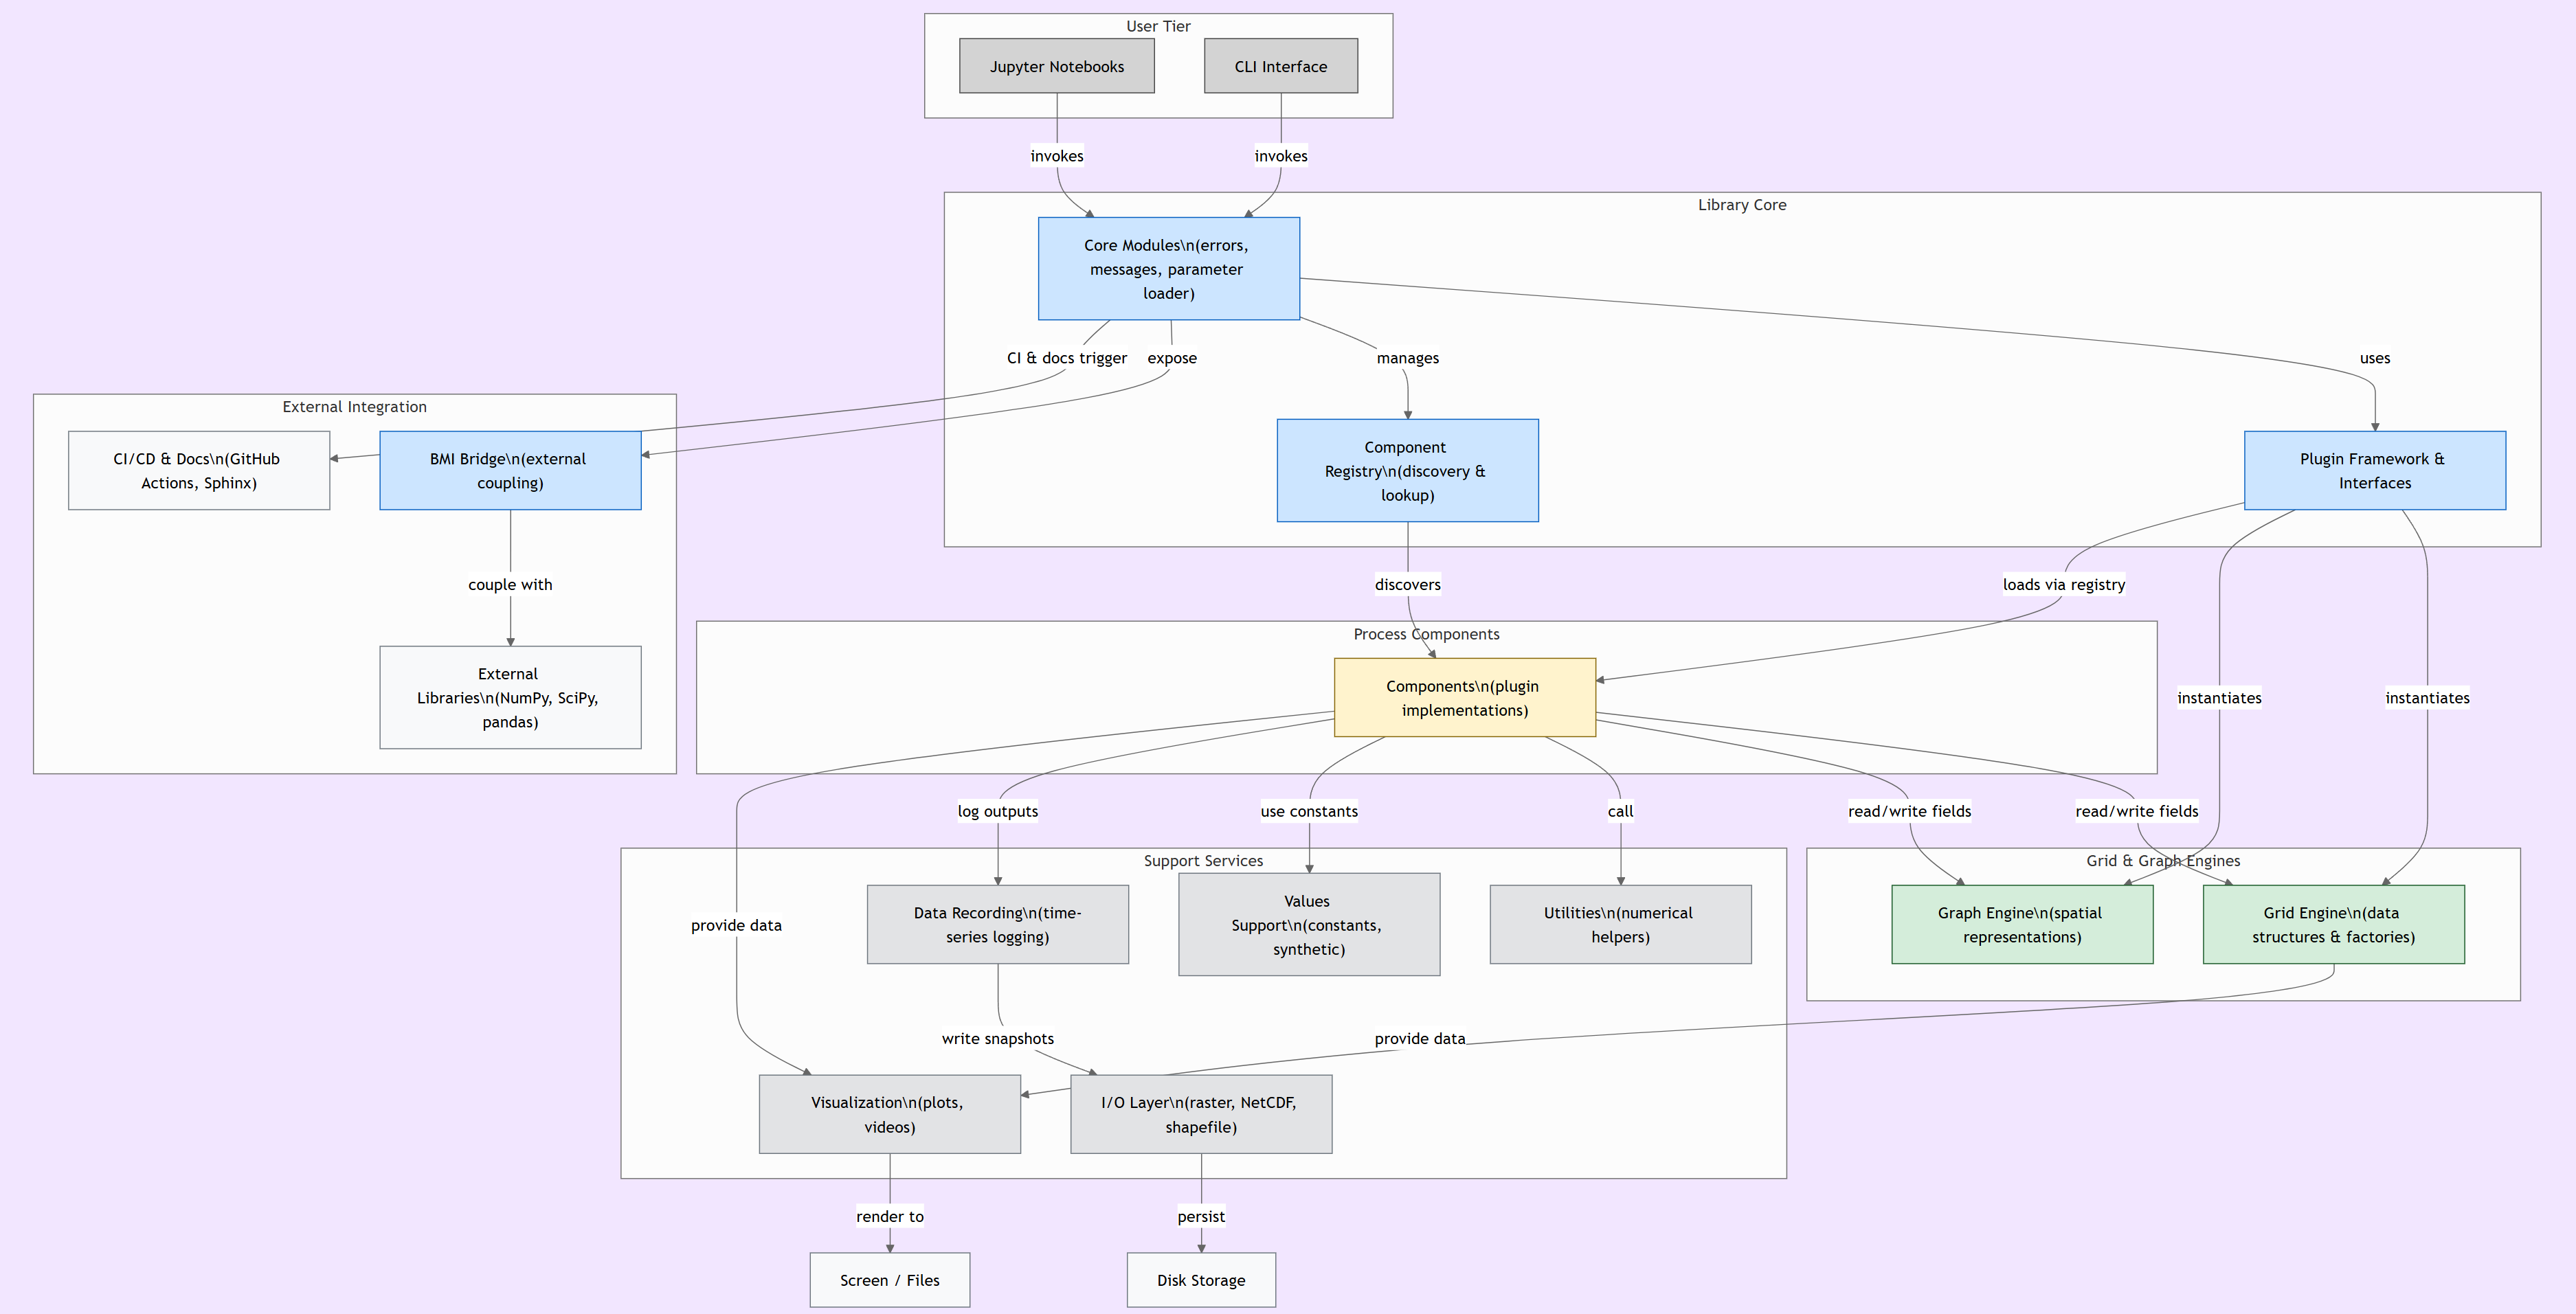 User Tier
Jupyter Notebooks
CLI Interface
invokes
invokes
Library Core
Core Modules\n(errors,
messages, parameter
loader)
CI & docs trigger
expose
manages
uses
External Integration
CI/CD & Docs\n(GitHub
Actions, Sphinx)
BMI Bridge\n(external
coupling)
Component
Registry\n(discovery &
lookup)
Plugin Framework &
Interfaces
couple with
discovers
loads via registry
Process Components
External
Libraries\n(NumPy, SciPy,
pandas)
Components\n(plugin
implementations)
instantiates
instantiates
log outputs
use constants
call
read/write fields
read/write fields
Support Services
Grid & Graph Engines
provide data
Data Recording\n(time-
series logging)
Values
Support\n(constants,
synthetic)
Utilities\n(numerical
helpers)
Graph Engine\n(spatial
representations)
Grid Engine\n(data
structures & factories)
write snapshots
provide data
Visualization\n(plots,
videos)
I/O Layer\n(raster, NetCDF,
shapefile)
render to
persist
Screen / Files
Disk Storage